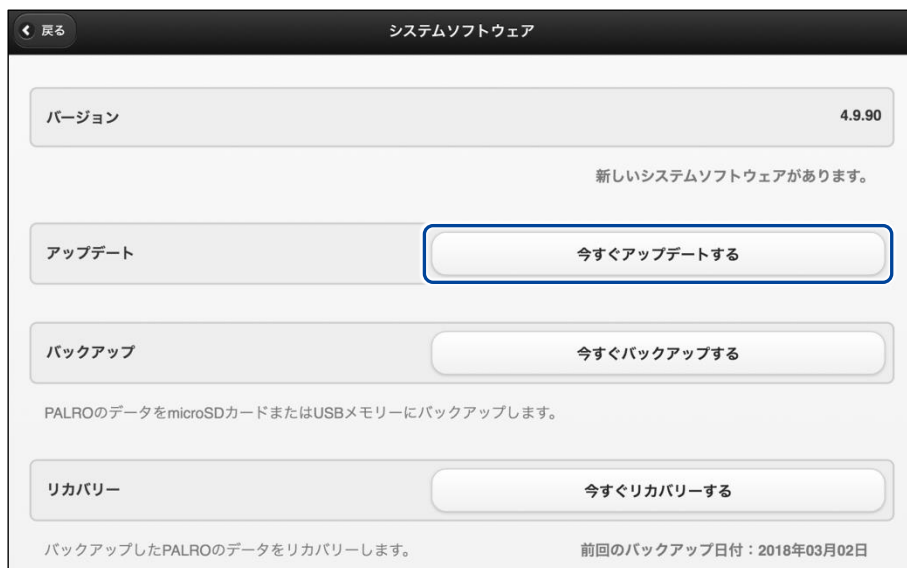 戻る
システムソフトウェア
バージョン 4.9.90
新しいシステムソフトウェアがあります。
アップデート 今すぐアップデートする
バックアップ 今すぐバックアップする
PALROのデータをmicroSDカードまたはUSBメモリーにバックアップします。
リカバリー 今すぐリカバリーする
バックアップしたPALROのデータをリカバリーします。 前回のバックアップ日付：2018年03月02日